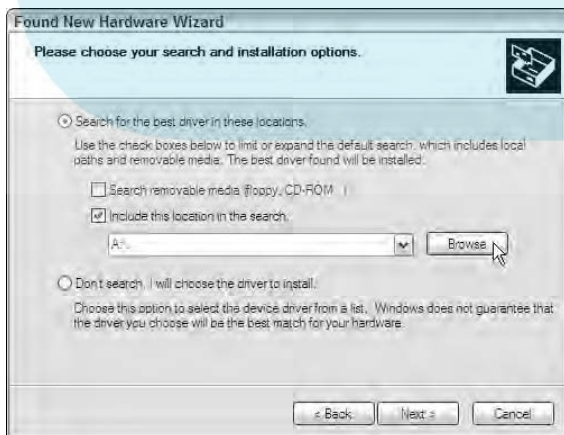 Found New Hardware Wizard
Please choose your search and installation options.
Search for the best driver in these locations.
Use the check boxes below to limit or expand the default search, which includes local
paths and removable media. The best driver found will be installed.
Search removable media (floppy, CD-ROM...)
Include this location in the search:
A:\
Browse
Don't search. I will choose the driver to install.
Choose this option to select the device driver from a list. Windows does not guarantee that
the driver you choose will be the best match for your hardware.
< Back
Next >
Cancel